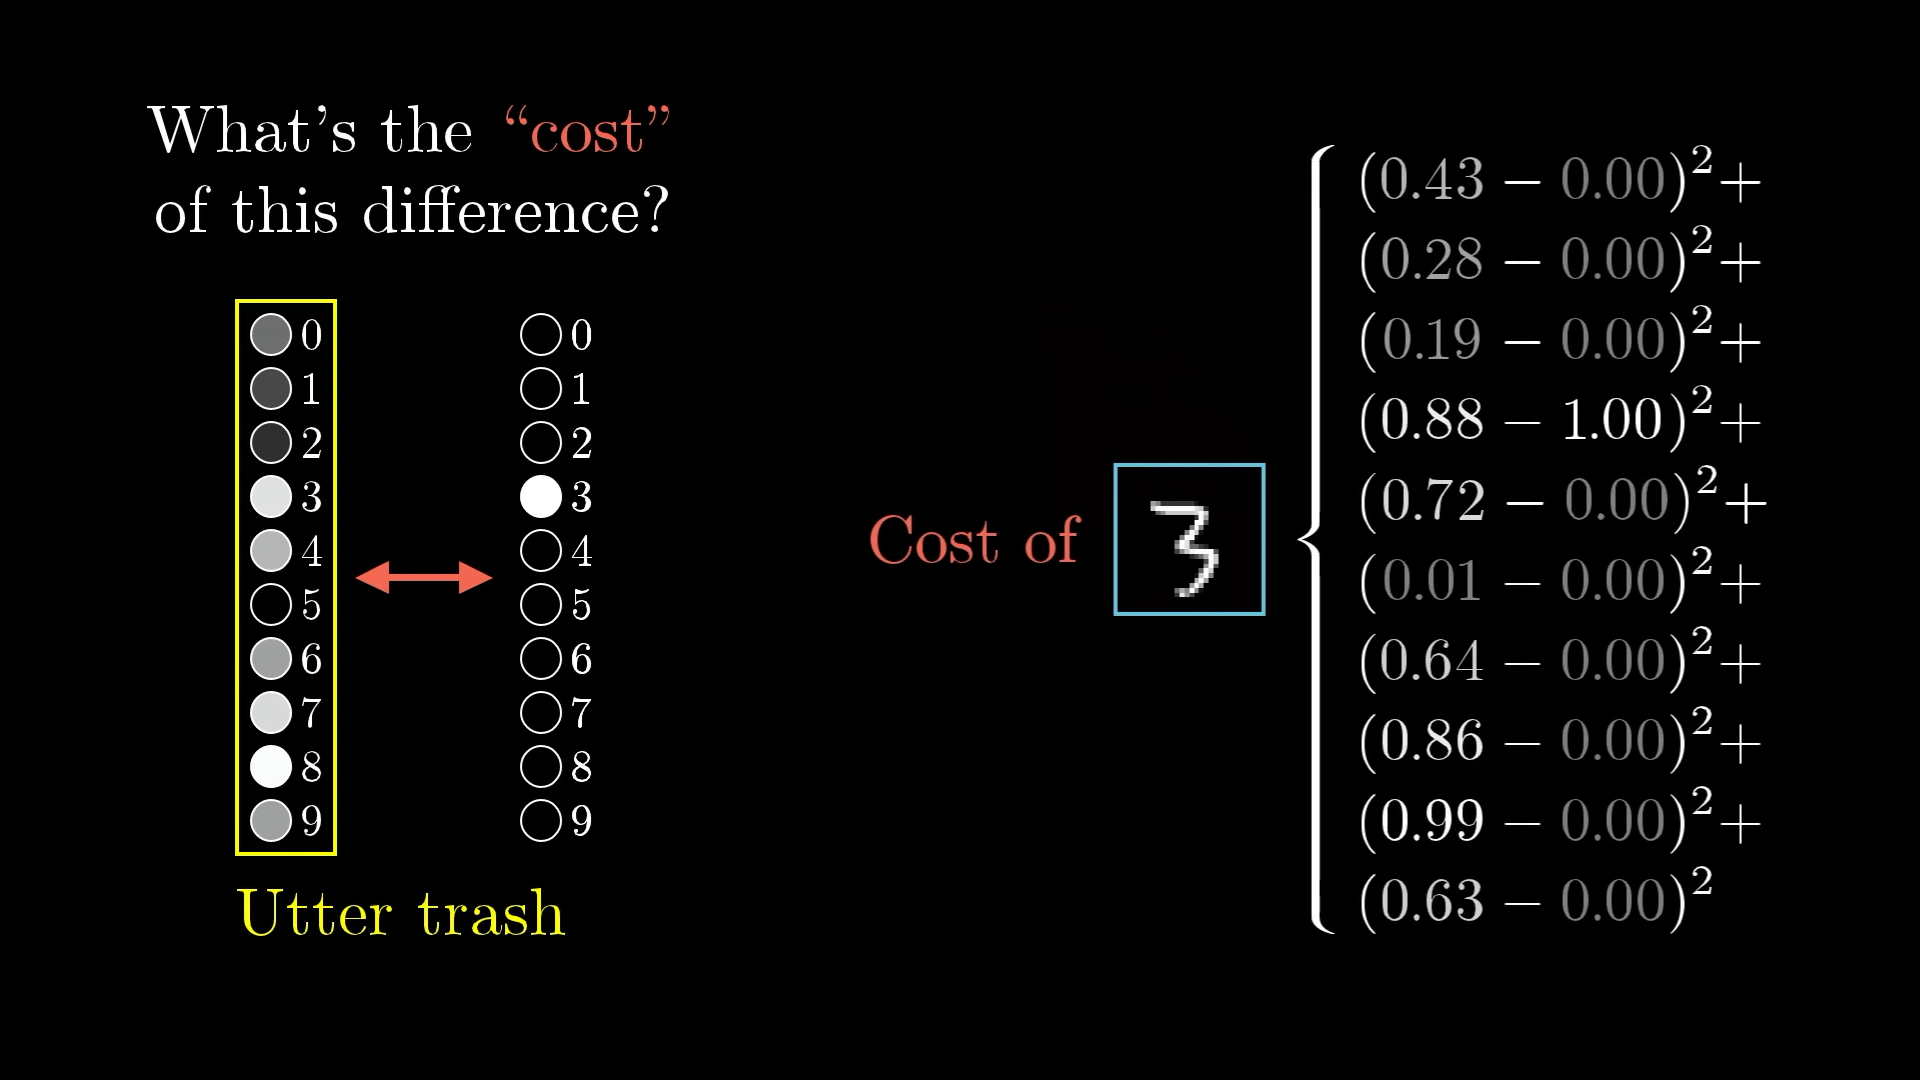 What's the “cost”
of this difference?
0 0
1 1
2 2
3 3
4 4
5 5
6 6
7 7
8 8
9 9
Utter trash
Cost of 3
(0.43 − 0.00)² +
(0.28 − 0.00)² +
(0.19 − 0.00)² +
(0.88 − 1.00)² +
(0.72 − 0.00)² +
(0.01 − 0.00)² +
(0.64 − 0.00)² +
(0.86 − 0.00)² +
(0.99 − 0.00)² +
(0.63 − 0.00)²